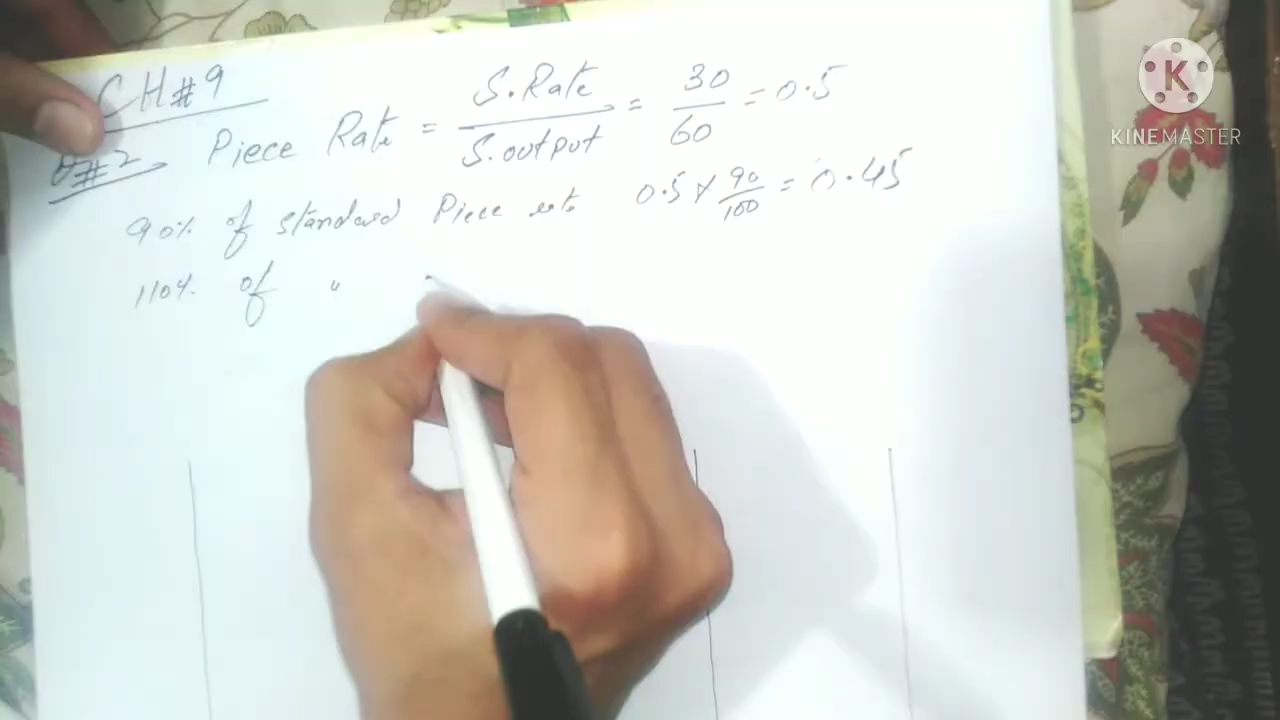 CH#9
Q#2 Piece Rate = S.Rate / S.output = 30 / 60 = 0.5
90% of standard Piece rate 0.5 × 90 / 100 = 0.45
110% of "
K
KINEMASTER